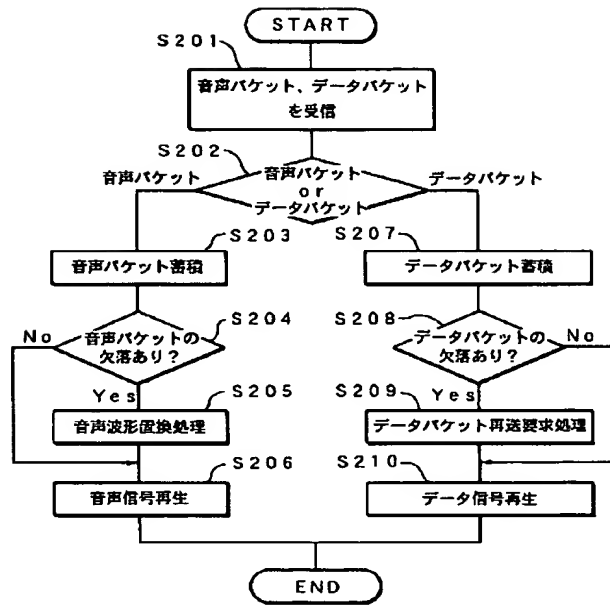 START
S201
音声パケット、データパケット
を受信
S202
音声パケット
音声パケット
or
データパケット
データパケット
S203
音声パケット蓄積
S207
データパケット蓄積
S204
音声パケットの
欠落あり？
No
Yes
S208
データパケットの
欠落あり？
No
Yes
S205
音声波形置換処理
S209
データパケット再送要求処理
S206
音声信号再生
S210
データ信号再生
END